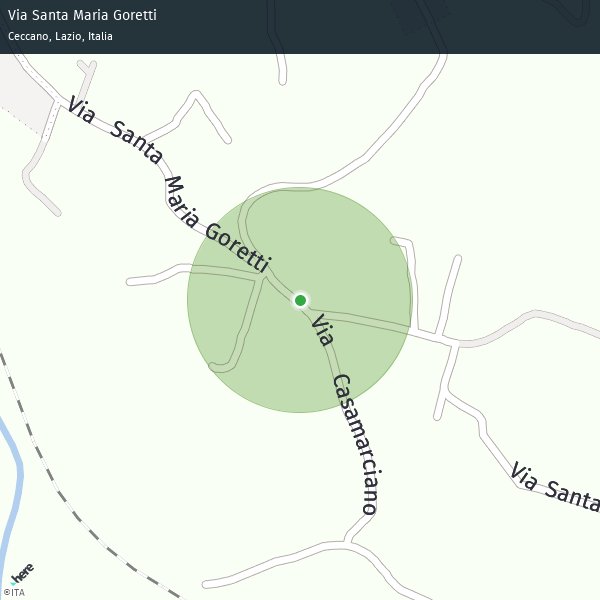 Via Santa Maria Goretti
Ceccano, Lazio, Italia
Via Santa Maria Goretti
Via Casamarciano
Via Santa
here
©ITA